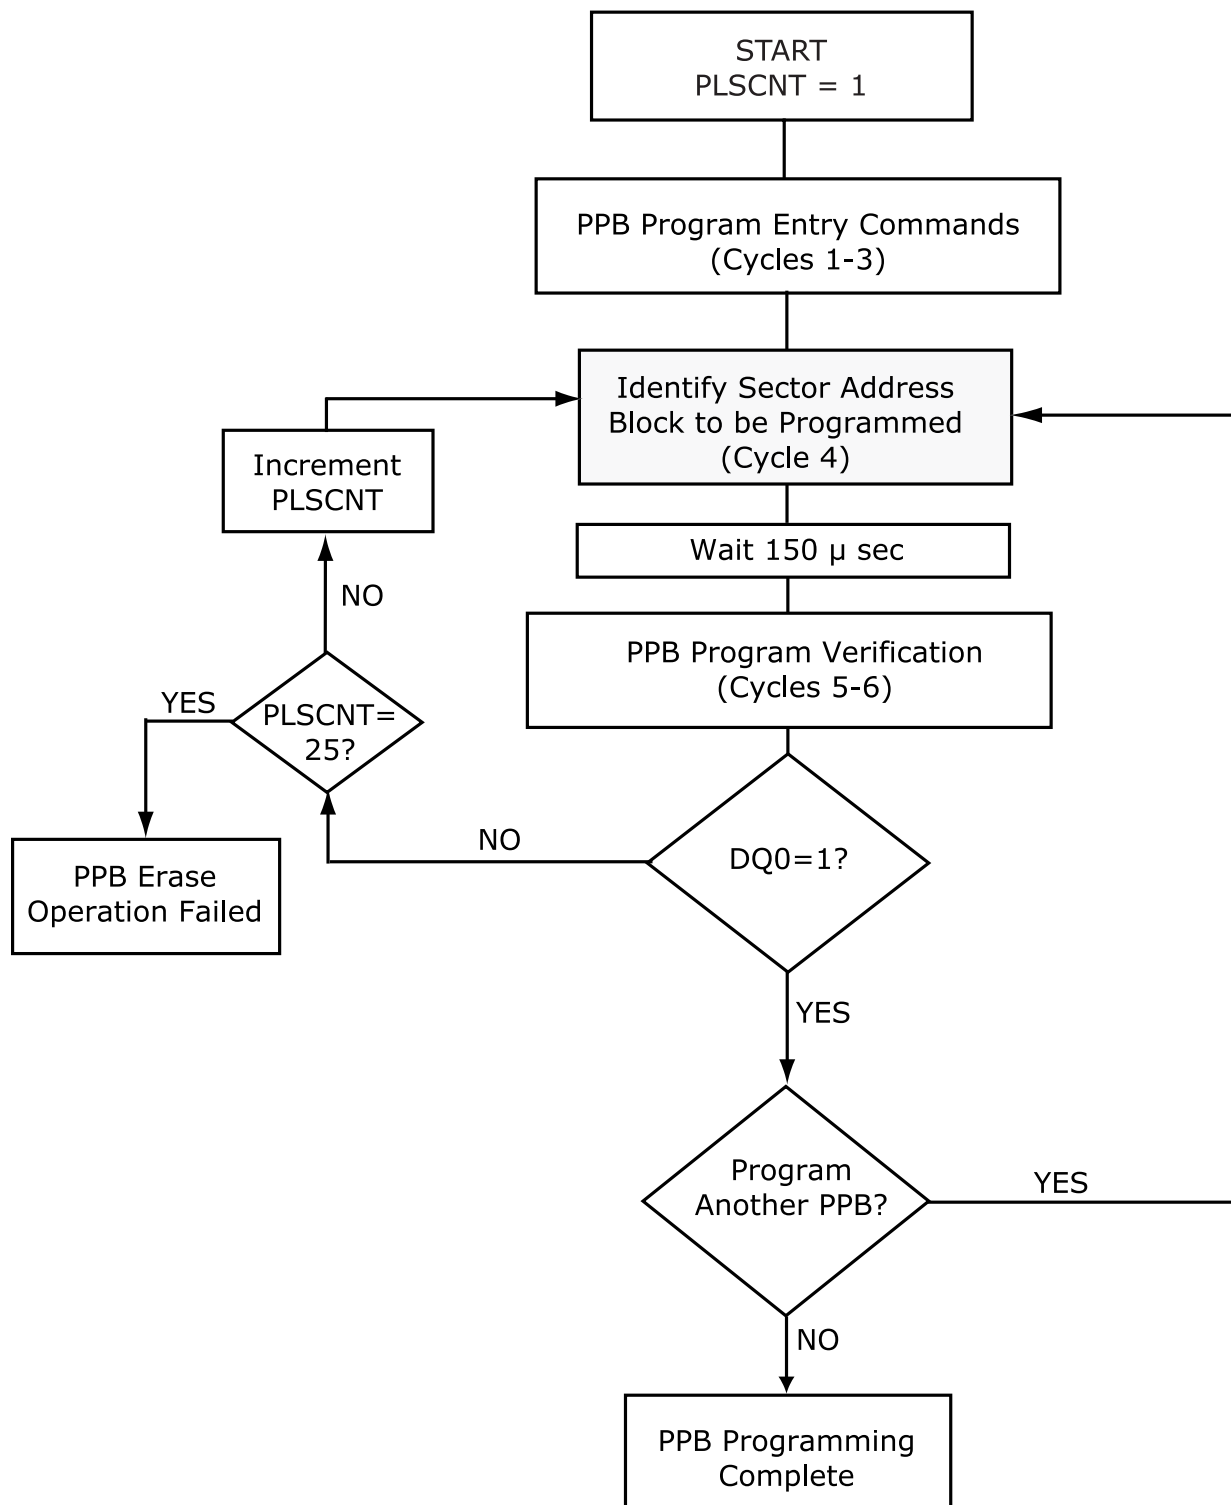 START
PLSCNT = 1
PPB Program Entry Commands
(Cycles 1-3)
Identify Sector Address
Block to be Programmed
(Cycle 4)
Increment
PLSCNT
Wait 150 μ sec
NO
PPB Program Verification
(Cycles 5-6)
YES
PLSCNT=
25?
NO
DQ0=1?
PPB Erase
Operation Failed
YES
Program
Another PPB?
YES
NO
PPB Programming
Complete